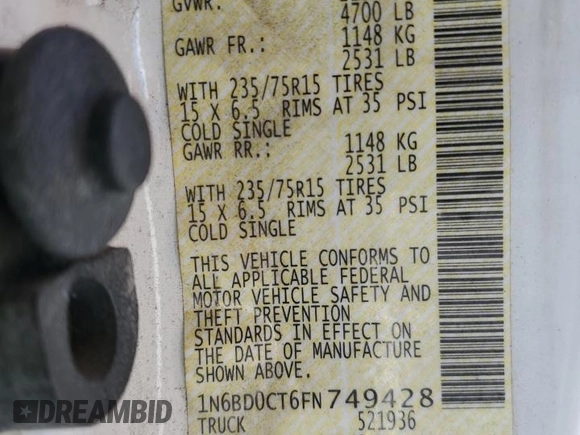 GVWR:
4700 LB
GAWR FR.: 1148 KG
2531 LB
WITH 235/75R15 TIRES
15 X 6.5 RIMS AT 35 PSI
COLD SINGLE
GAWR RR.: 1148 KG
2531 LB
WITH 235/75R15 TIRES
15 X 6.5 RIMS AT 35 PSI
COLD SINGLE
THIS VEHICLE CONFORMS TO
ALL APPLICABLE FEDERAL
MOTOR VEHICLE SAFETY AND
THEFT PREVENTION
STANDARDS IN EFFECT ON
THE DATE OF MANUFACTURE
SHOWN ABOVE.
1N6BD0CT6FN749428
TRUCK 521936
DREAMBID